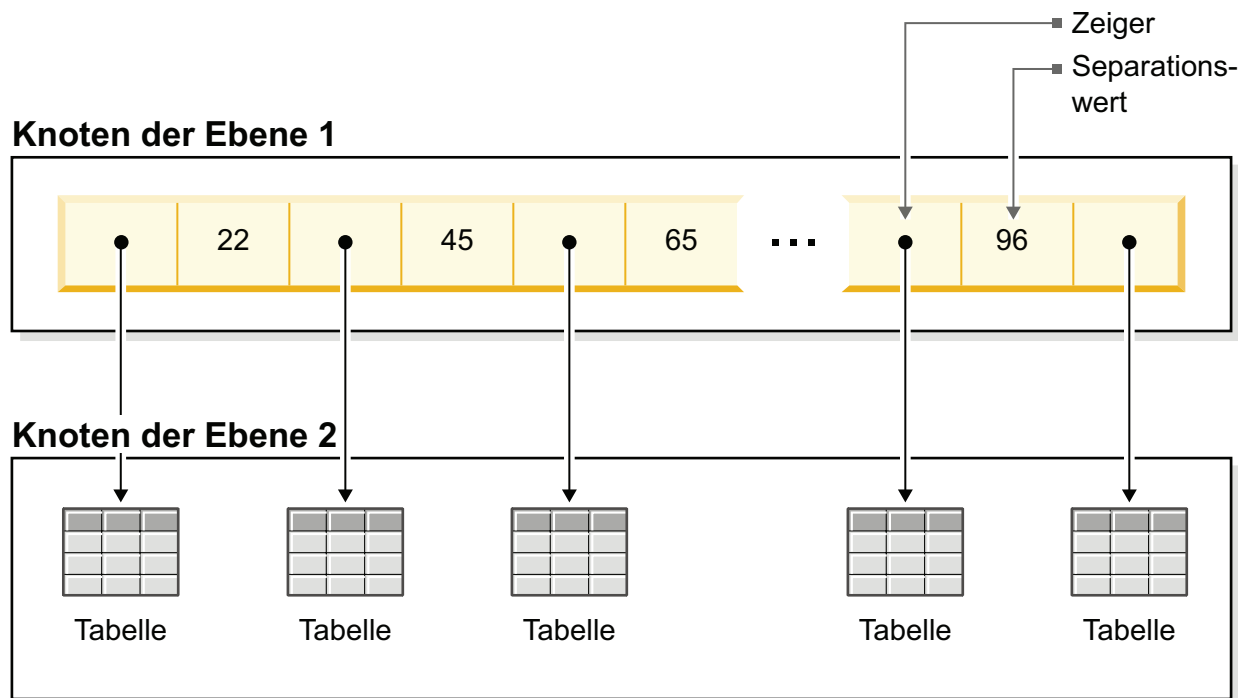 Zeiger
Separations-
wert
Knoten der Ebene 1
22 45 65 ... 96
Knoten der Ebene 2
Tabelle Tabelle Tabelle Tabelle Tabelle